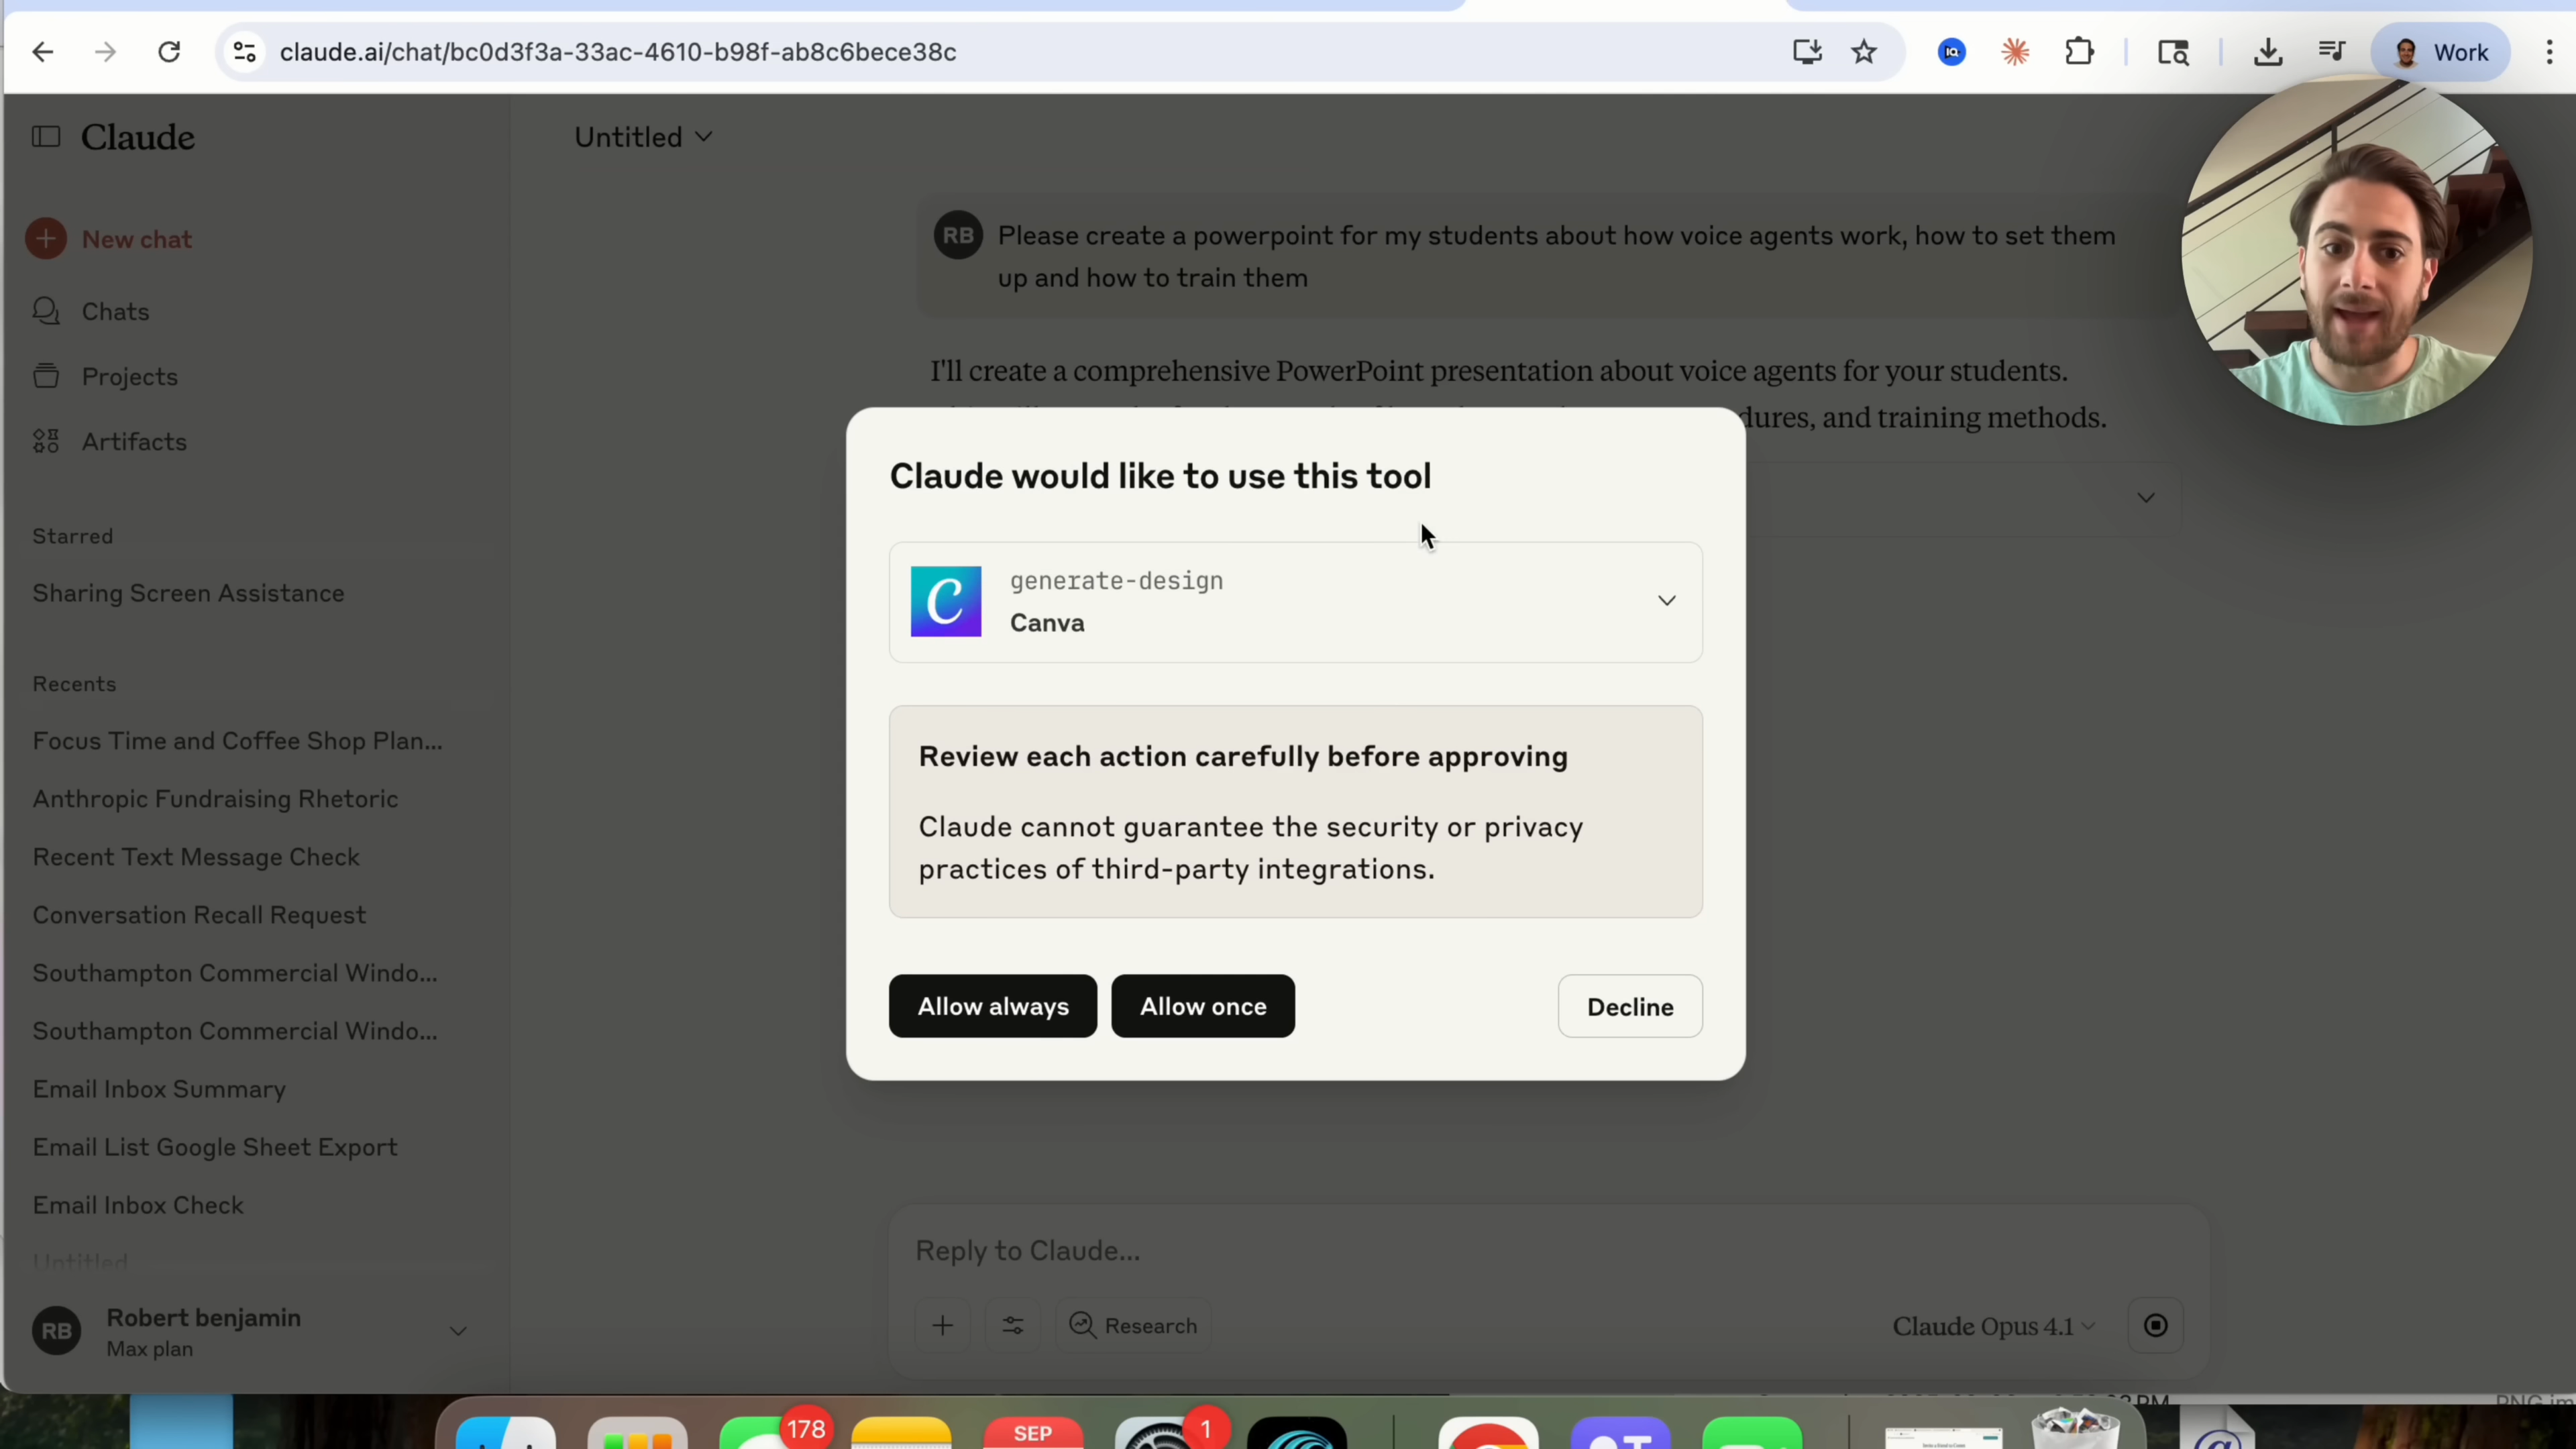 claude.ai/chat/bc0d3f3a-33ac-4610-b98f-ab8c6bece38c
Work
Claude
Untitled
New chat
Chats
Projects
Artifacts
Starred
Sharing Screen Assistance
Recents
Focus Time and Coffee Shop Plan...
Anthropic Fundraising Rhetoric
Recent Text Message Check
Conversation Recall Request
Southampton Commercial Windo...
Southampton Commercial Windo...
Email Inbox Summary
Email List Google Sheet Export
Email Inbox Check
Untitled
RB
Robert benjamin
Max plan
RB
Please create a powerpoint for my students about how voice agents work, how to set them
up and how to train them
I'll create a comprehensive PowerPoint presentation about voice agents for your students.
dures, and training methods.
Claude would like to use this tool
C
generate-design
Canva
Review each action carefully before approving
Claude cannot guarantee the security or privacy
practices of third-party integrations.
Allow always
Allow once
Decline
Reply to Claude...
Research
Claude Opus 4.1
178
SEP
1